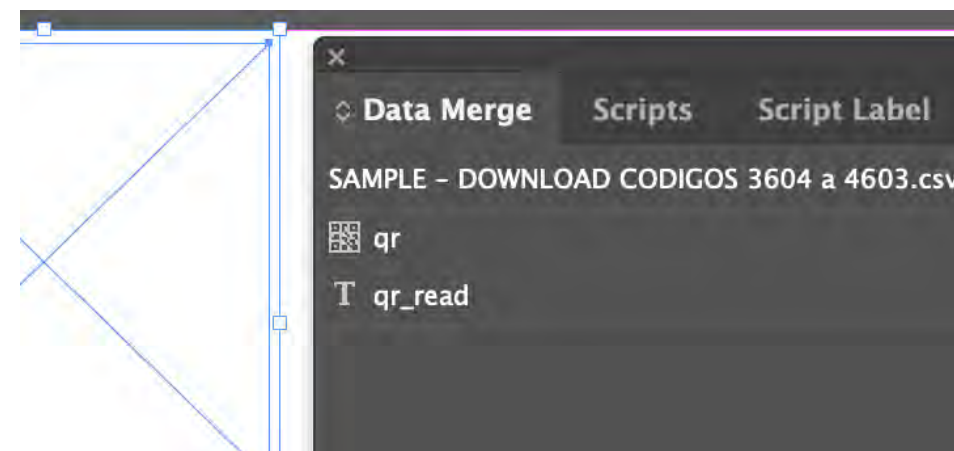 Data Merge Scripts Script Label
SAMPLE - DOWNLOAD CODIGOS 3604 a 4603.csv
qr
T qr_read